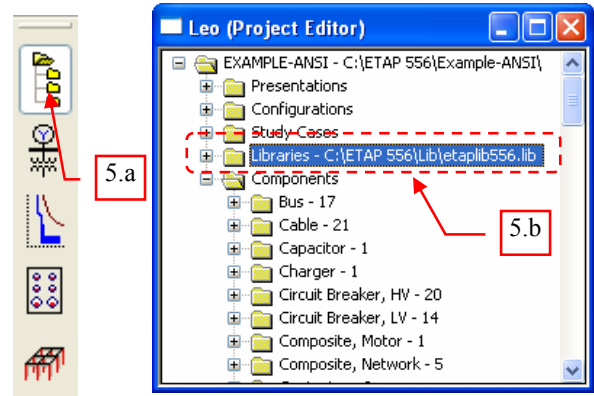 Leo (Project Editor)
EXAMPLE-ANSI - C:\ETAP 556\Example-ANSI\
Presentations
Configurations
Study Cases
Libraries - C:\ETAP 556\Lib\etaplib556.lib
5.a
Components
Bus - 17
5.b
Cable - 21
Capacitor - 1
Charger - 1
Circuit Breaker, HV - 20
Circuit Breaker, LV - 14
Composite, Motor - 1
Composite, Network - 5